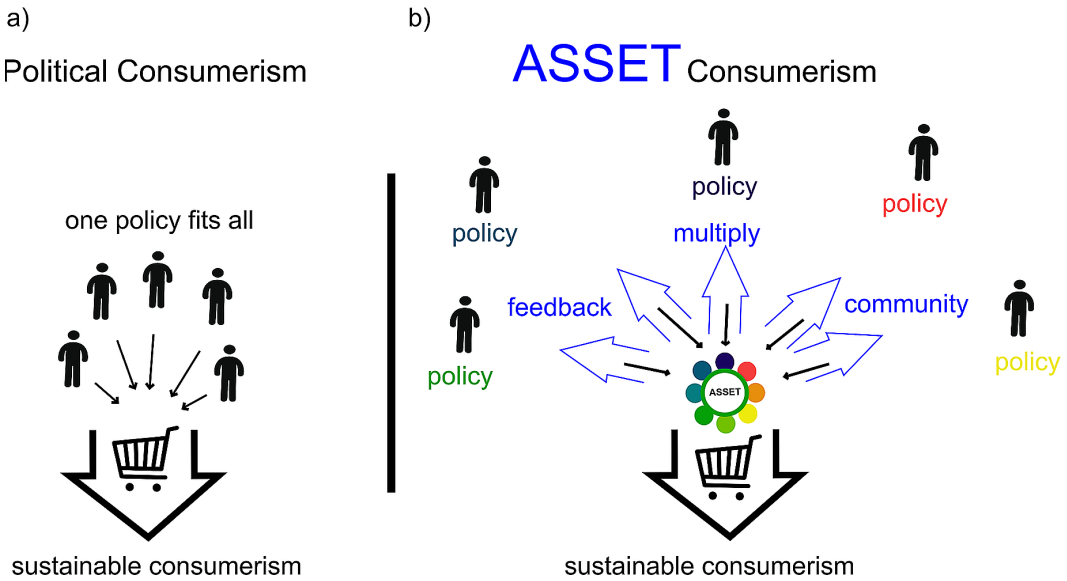 a)
Political Consumerism
one policy fits all
sustainable consumerism
b)
ASSET Consumerism
policy
policy
policy
multiply
feedback
community
policy
policy
ASSET
sustainable consumerism